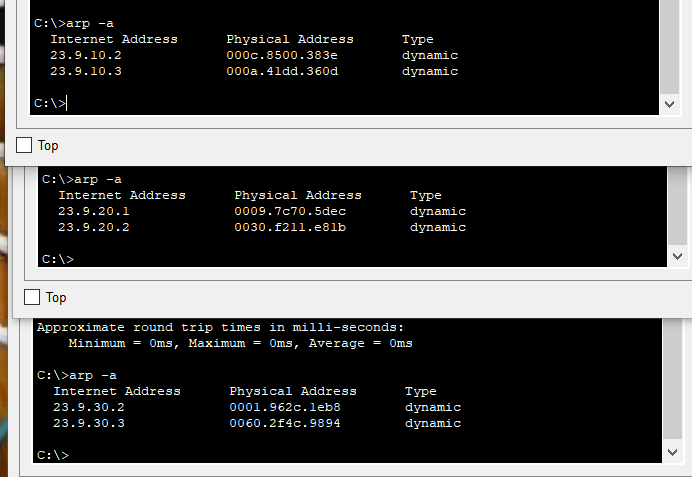 C:\>arp -a
Internet Address Physical Address Type
23.9.10.2 000c.8500.383e dynamic
23.9.10.3 000a.41dd.360d dynamic
C:\>
Top
C:\>arp -a
Internet Address Physical Address Type
23.9.20.1 0009.7c70.5dec dynamic
23.9.20.2 0030.f211.e81b dynamic
C:\>
Top
Approximate round trip times in milli-seconds:
Minimum = 0ms, Maximum = 0ms, Average = 0ms
C:\>arp -a
Internet Address Physical Address Type
23.9.30.2 0001.962c.1eb8 dynamic
23.9.30.3 0060.2f4c.9894 dynamic
C:\>